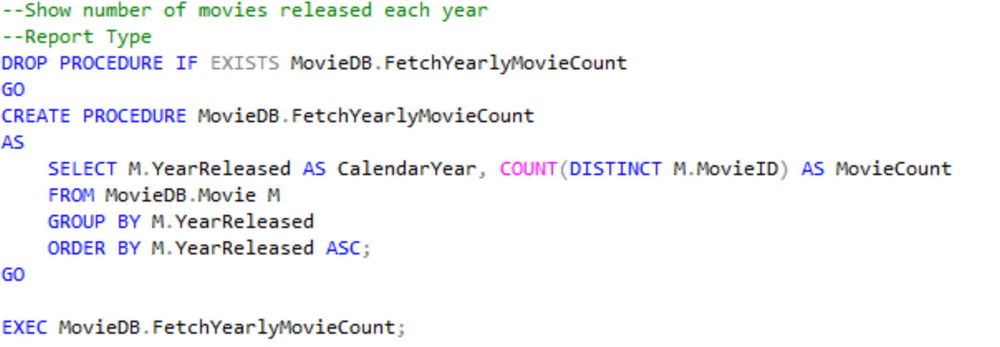 --Show number of movies released each year
--Report Type
DROP PROCEDURE IF EXISTS MovieDB.FetchYearlyMovieCount
GO
CREATE PROCEDURE MovieDB.FetchYearlyMovieCount
AS
    SELECT M.YearReleased AS CalendarYear, COUNT(DISTINCT M.MovieID) AS MovieCount
    FROM MovieDB.Movie M
    GROUP BY M.YearReleased
    ORDER BY M.YearReleased ASC;
GO

EXEC MovieDB.FetchYearlyMovieCount;